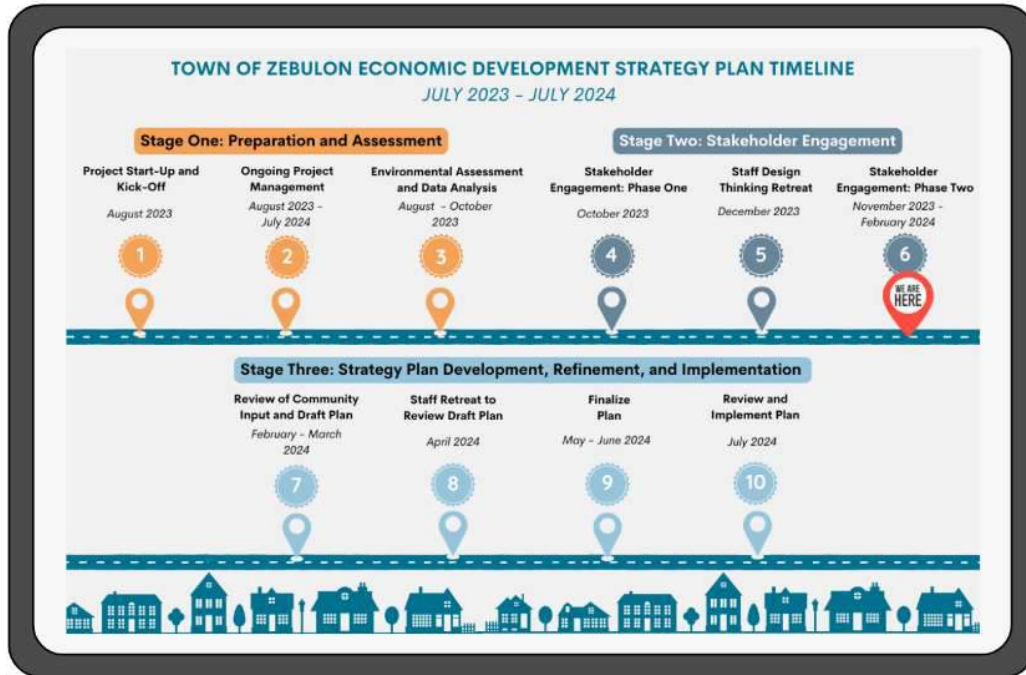 TOWN OF ZEBULON ECONOMIC DEVELOPMENT STRATEGY PLAN TIMELINE
JULY 2023 – JULY 2024
Stage One: Preparation and Assessment
Project Start-Up and
Kick-Off
August 2023
1
Ongoing Project
Management
August 2023 –
July 2024
2
Environmental Assessment
and Data Analysis
August – October
2023
3
Stage Two: Stakeholder Engagement
Stakeholder
Engagement: Phase One
October 2023
4
Staff Design
Thinking Retreat
December 2023
5
Stakeholder
Engagement: Phase Two
November 2023 –
February 2024
6
WE ARE
HERE
Stage Three: Strategy Plan Development, Refinement, and Implementation
Review of Community
Input and Draft Plan
February – March
2024
7
Staff Retreat to
Review Draft Plan
April 2024
8
Finalize
Plan
May – June 2024
9
Review and
Implement Plan
July 2024
10